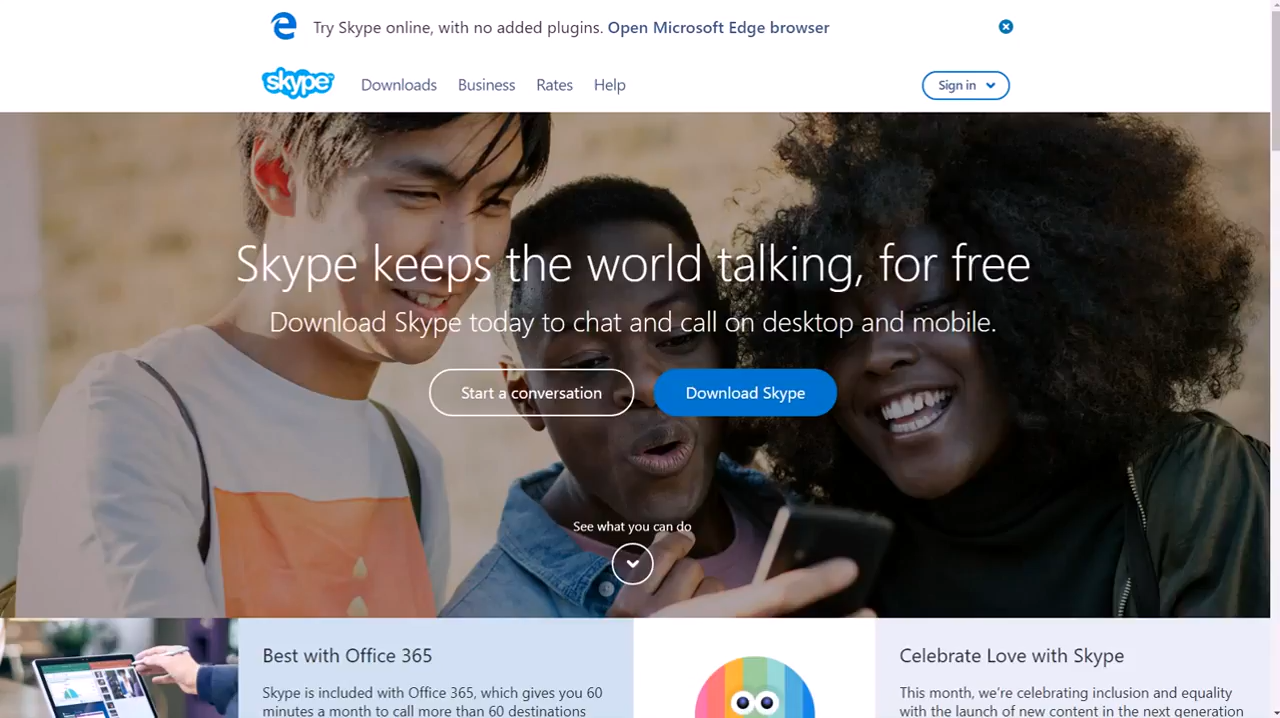 Try Skype online, with no added plugins. Open Microsoft Edge browser
skype
Downloads Business Rates Help
Sign in
Skype keeps the world talking, for free
Download Skype today to chat and call on desktop and mobile.
Start a conversation
Download Skype
See what you can do
Best with Office 365
Skype is included with Office 365, which gives you 60
minutes a month to call more than 60 destinations
Celebrate Love with Skype
This month, we’re celebrating inclusion and equality
with the launch of new content in the next generation